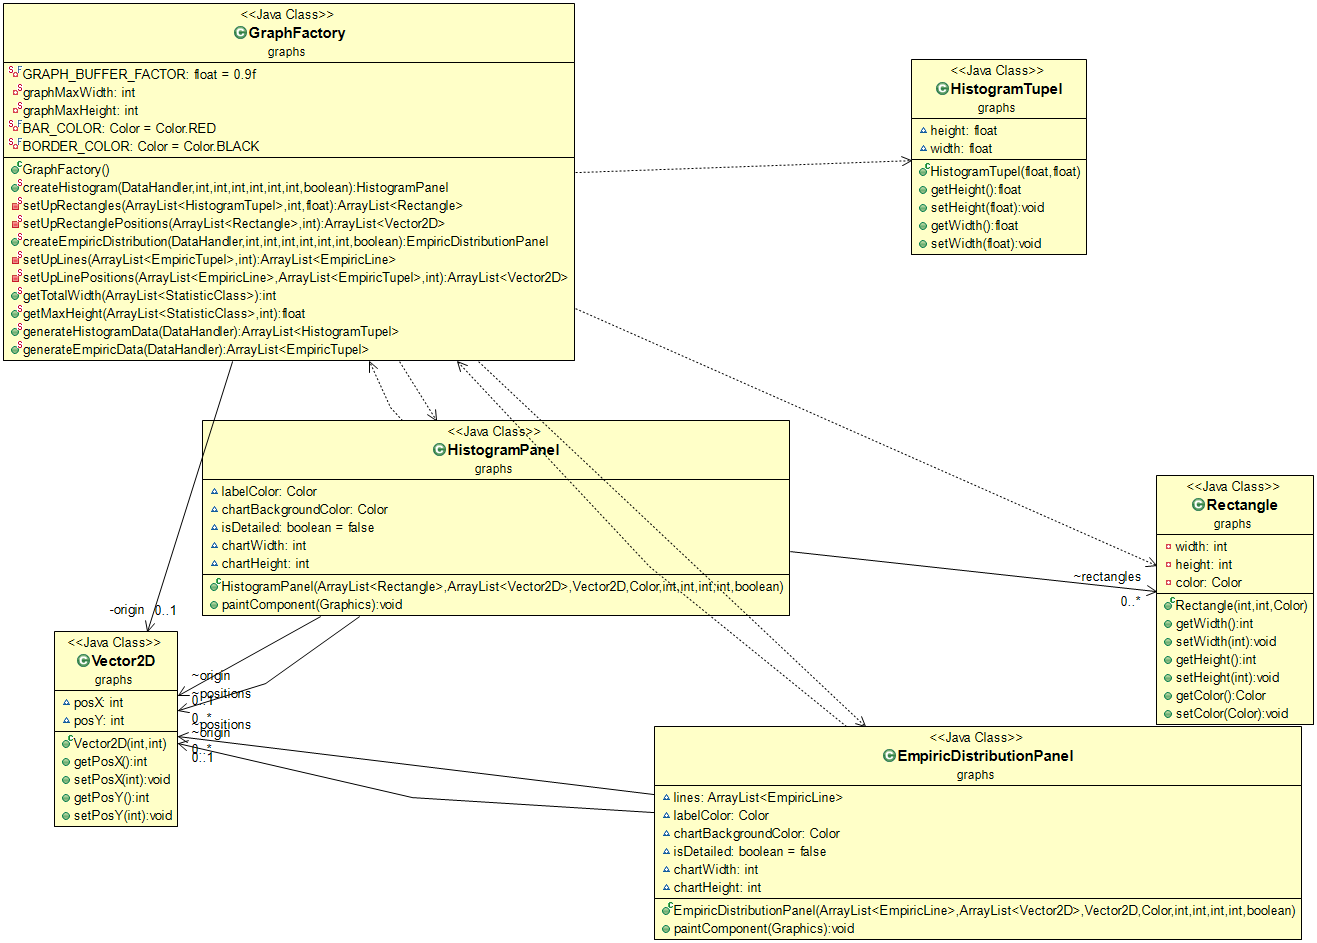 <<Java Class>>
GraphFactory
graphs
GRAPH_BUFFER_FACTOR: float = 0.9f
graphMaxWidth: int
graphMaxHeight: int
BAR_COLOR: Color = Color.RED
BORDER_COLOR: Color = Color.BLACK
GraphFactory()
createHistogram(DataHandler,int,int,int,int,int,int,boolean):HistogramPanel
setUpRectangles(ArrayList<HistogramTupel>,int,float):ArrayList<Rectangle>
setUpRectanglePositions(ArrayList<Rectangle>,int):ArrayList<Vector2D>
createEmpiricDistribution(DataHandler,int,int,int,int,int,int,boolean):EmpiricDistributionPanel
setUpLines(ArrayList<EmpiricTupel>,int):ArrayList<EmpiricLine>
setUpLinePositions(ArrayList<EmpiricLine>,ArrayList<EmpiricTupel>,int):ArrayList<Vector2D>
getTotalWidth(ArrayList<StatisticClass>):int
getMaxHeight(ArrayList<StatisticClass>,int):float
generateHistogramData(DataHandler):ArrayList<HistogramTupel>
generateEmpiricData(DataHandler):ArrayList<EmpiricTupel>
<<Java Class>>
HistogramTupel
graphs
height: float
width: float
HistogramTupel(float,float)
getHeight():float
setHeight(float):void
getWidth():float
setWidth(float):void
<<Java Class>>
HistogramPanel
graphs
labelColor: Color
chartBackgroundColor: Color
isDetailed: boolean = false
chartWidth: int
chartHeight: int
HistogramPanel(ArrayList<Rectangle>,ArrayList<Vector2D>,Vector2D,Color,int,int,int,int,boolean)
paintComponent(Graphics):void
<<Java Class>>
Rectangle
graphs
width: int
height: int
color: Color
Rectangle(int,int,Color)
getWidth():int
setWidth(int):void
getHeight():int
setHeight(int):void
getColor():Color
setColor(Color):void
~rectangles
0..*
-origin
0..1
<<Java Class>>
Vector2D
graphs
posX: int
posY: int
Vector2D(int,int)
getPosX():int
setPosX(int):void
getPosY():int
setPosY(int):void
~origin
0..1
~positions
0..*
~positions
0..*
~origin
0..1
<<Java Class>>
EmpiricDistributionPanel
graphs
lines: ArrayList<EmpiricLine>
labelColor: Color
chartBackgroundColor: Color
isDetailed: boolean = false
chartWidth: int
chartHeight: int
EmpiricDistributionPanel(ArrayList<EmpiricLine>,ArrayList<Vector2D>,Vector2D,Color,int,int,int,int,boolean)
paintComponent(Graphics):void